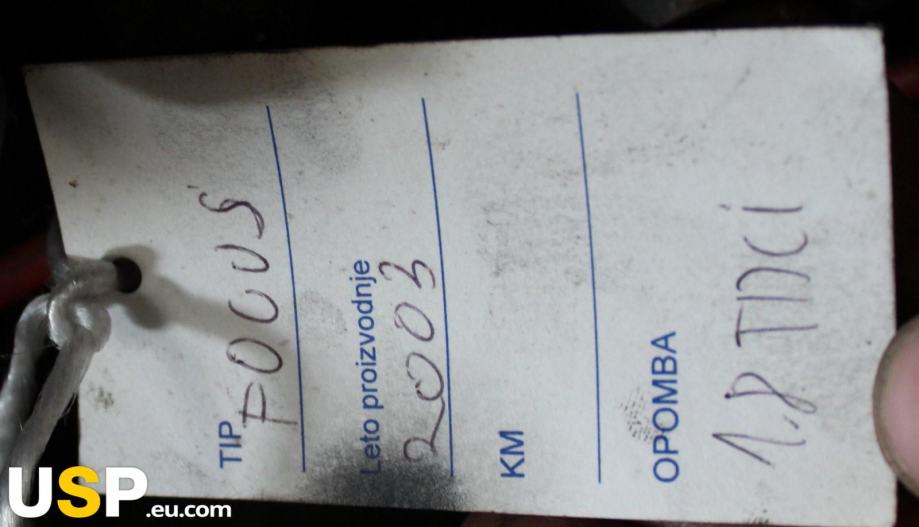 TIP FOCUS
Leto proizvodnje
2003
KM
OPOMBA
1.8 TDCI
USP.eu.com